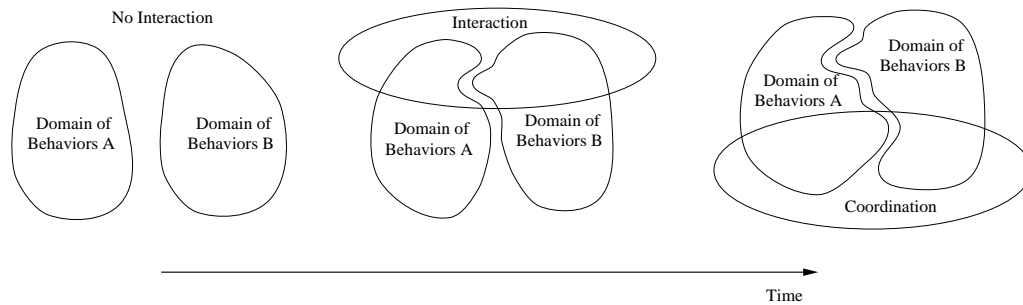 No Interaction
Domain of
Behaviors A
Domain of
Behaviors B
Interaction
Domain of
Behaviors A
Domain of
Behaviors B
Domain of
Behaviors A
Domain of
Behaviors B
Coordination
Time